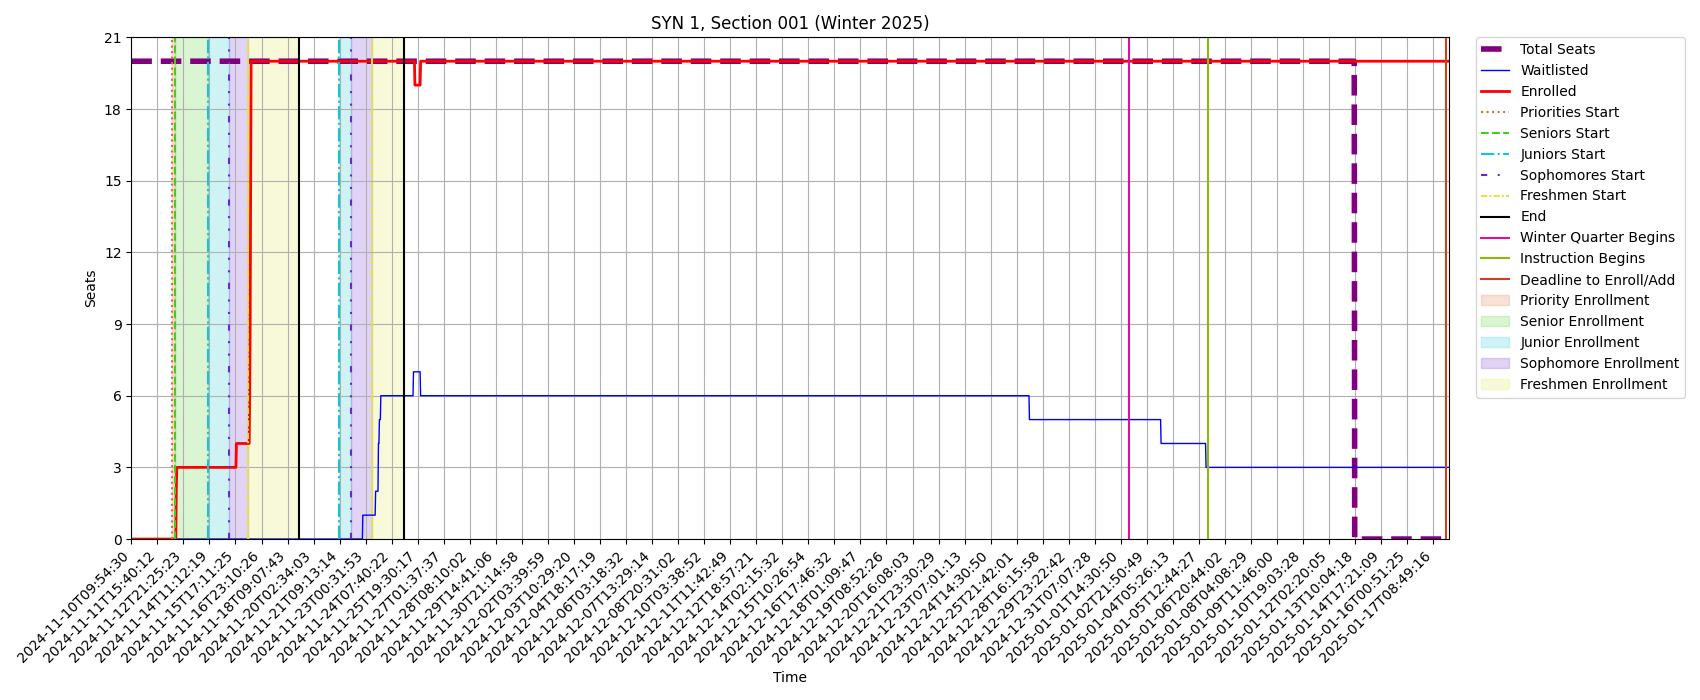 SYN 1, Section 001 (Winter 2025)
21
18
15
12
9
6
3
0
Seats
2024-11-10T09:54:30
2024-11-11T15:40:12
2024-11-12T21:25:23
2024-11-14T11:12:19
2024-11-15T17:11:25
2024-11-16T23:10:26
2024-11-18T09:07:43
2024-11-20T02:34:03
2024-11-21T09:13:14
2024-11-23T00:31:53
2024-11-24T07:40:22
2024-11-25T19:30:17
2024-11-27T01:37:37
2024-11-28T08:10:02
2024-11-29T14:41:06
2024-11-30T21:14:58
2024-12-02T03:39:59
2024-12-03T10:29:20
2024-12-04T18:17:19
2024-12-06T03:18:32
2024-12-07T13:29:14
2024-12-08T20:31:02
2024-12-10T03:38:52
2024-12-11T11:42:49
2024-12-12T18:57:21
2024-12-14T02:15:32
2024-12-15T10:26:54
2024-12-16T17:46:32
2024-12-18T01:09:47
2024-12-19T08:52:26
2024-12-20T16:08:03
2024-12-21T23:30:29
2024-12-23T07:01:13
2024-12-24T14:30:50
2024-12-25T21:42:01
2024-12-28T16:15:58
2024-12-29T23:22:42
2024-12-31T07:07:28
2025-01-01T14:30:50
2025-01-02T21:50:49
2025-01-04T05:26:13
2025-01-05T12:44:27
2025-01-06T20:44:02
2025-01-08T04:08:29
2025-01-09T11:46:00
2025-01-10T19:03:28
2025-01-12T02:20:05
2025-01-13T10:04:18
2025-01-14T17:21:09
2025-01-16T00:51:25
2025-01-17T08:49:16
Time
Total Seats
Waitlisted
Enrolled
Priorities Start
Seniors Start
Juniors Start
Sophomores Start
Freshmen Start
End
Winter Quarter Begins
Instruction Begins
Deadline to Enroll/Add
Priority Enrollment
Senior Enrollment
Junior Enrollment
Sophomore Enrollment
Freshmen Enrollment